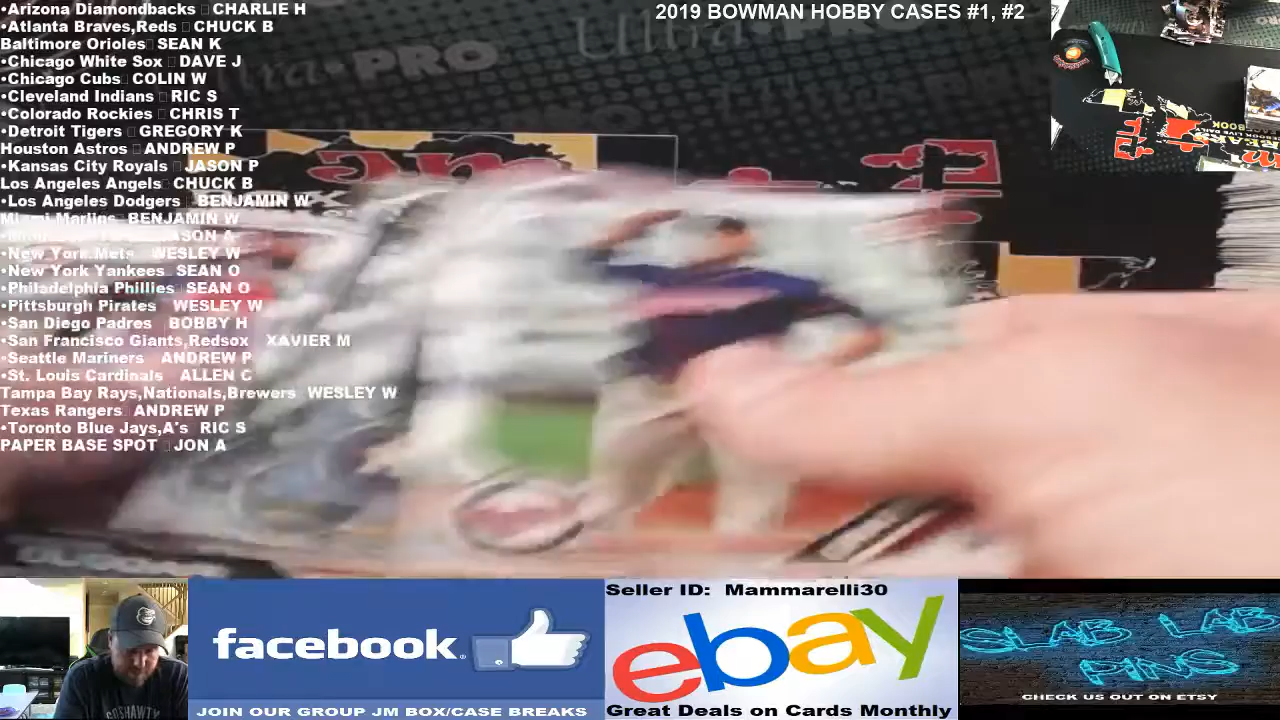 2019 BOWMAN HOBBY CASES #1, #2
•Arizona Diamondbacks CHARLIE H
•Atlanta Braves,Reds CHUCK B
Baltimore Orioles SEAN K
•Chicago White Sox DAVE J
•Chicago Cubs COLIN W
•Cleveland Indians RIC S
•Colorado Rockies CHRIS T
•Detroit Tigers GREGORY K
Houston Astros ANDREW P
•Kansas City Royals JASON P
Los Angeles Angels CHUCK B
•Los Angeles Dodgers BENJAMIN W
Miami Marlins BENJAMIN W
JASON A
•New York Mets WESLEY W
•New York Yankees SEAN O
•Philadelphia Phillies SEAN O
•Pittsburgh Pirates WESLEY W
•San Diego Padres BOBBY H
•San Francisco Giants,Redsox XAVIER M
•Seattle Mariners ANDREW P
•St. Louis Cardinals ALLEN C
Tampa Bay Rays,Nationals,Brewers WESLEY W
Texas Rangers ANDREW P
•Toronto Blue Jays,A's RIC S
PAPER BASE SPOT JON A
Ultra PRO
facebook
JOIN OUR GROUP JM BOX/CASE BREAKS
Seller ID: Mammarelli30
ebay
Great Deals on Cards Monthly
SLAB LAB
PINS
CHECK US OUT ON ETSY